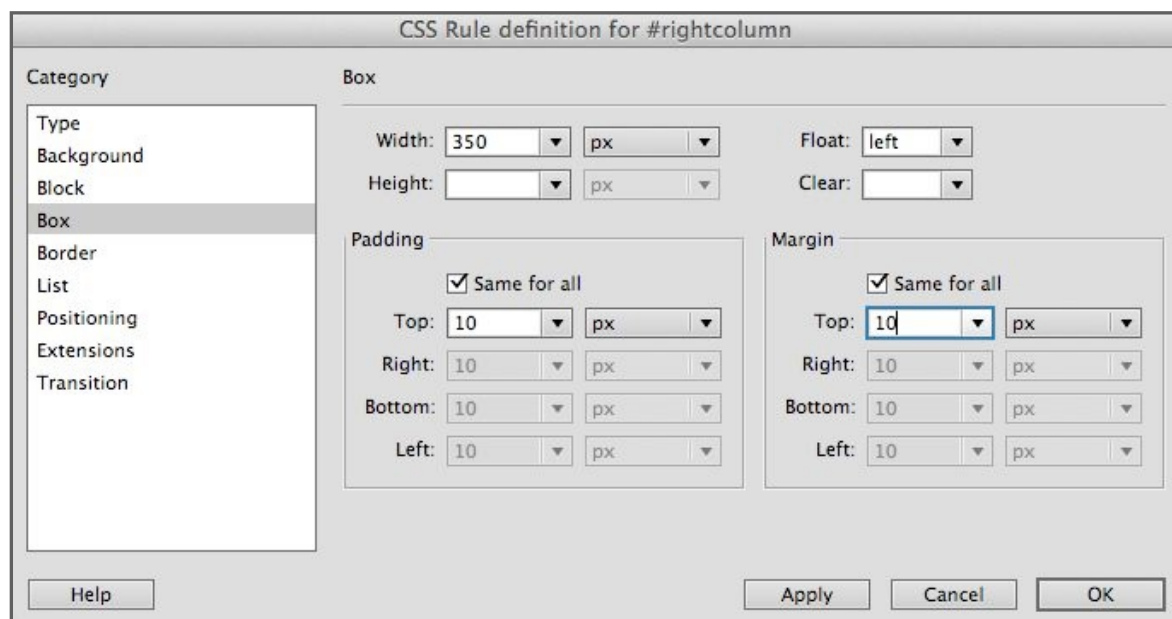 CSS Rule definition for #rightcolumn
Category
Type
Background
Block
Box
Border
List
Positioning
Extensions
Transition
Box
Width: 350 px Float: left
Height: px Clear:
Padding
Same for all
Top: 10 px
Right: 10 px
Bottom: 10 px
Left: 10 px
Margin
Same for all
Top: 10 px
Right: 10 px
Bottom: 10 px
Left: 10 px
Help Apply Cancel OK